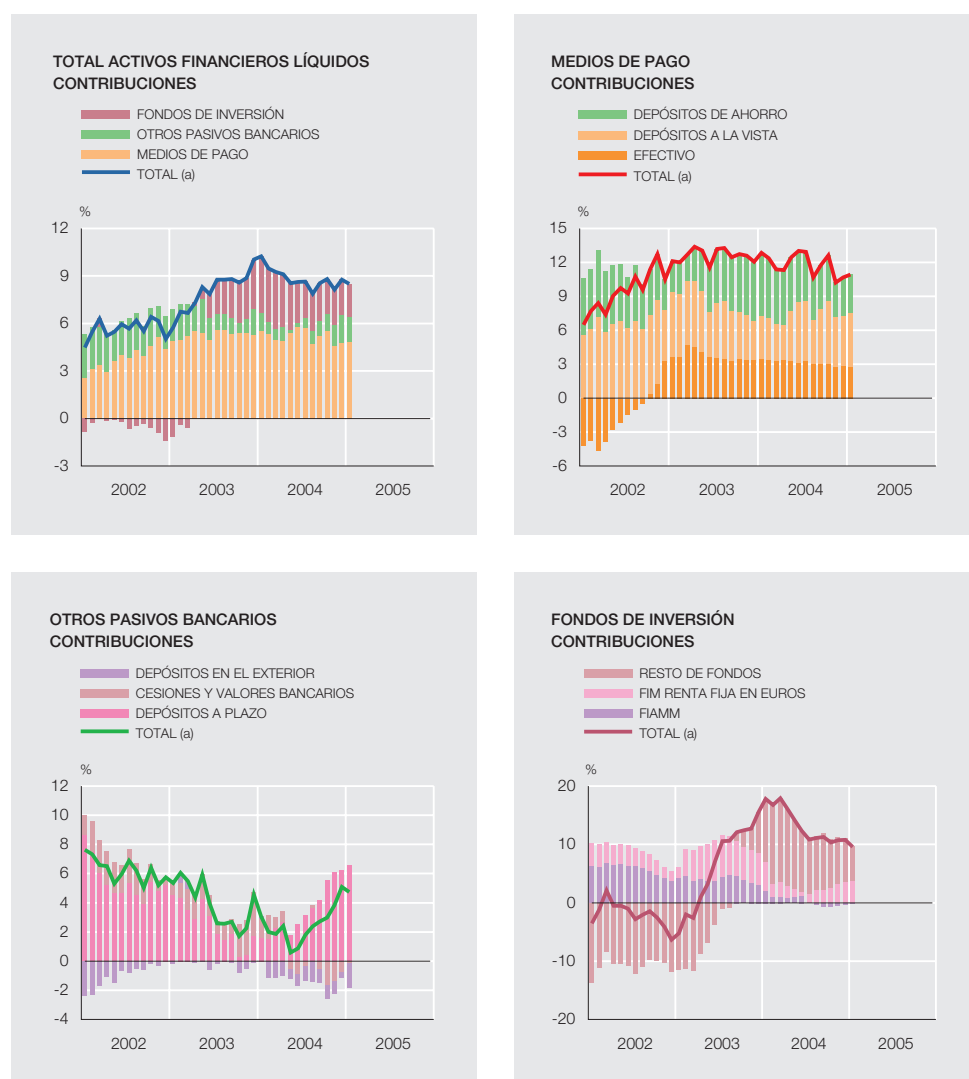 TOTAL ACTIVOS FINANCIEROS LÍQUIDOS
CONTRIBUCIONES
FONDOS DE INVERSIÓN
OTROS PASIVOS BANCARIOS
MEDIOS DE PAGO
TOTAL (a)
%
12
9
6
3
0
-3
2002 2003 2004 2005
MEDIOS DE PAGO
CONTRIBUCIONES
DEPÓSITOS DE AHORRO
DEPÓSITOS A LA VISTA
EFECTIVO
TOTAL (a)
%
15
12
9
6
3
0
-3
-6
2002 2003 2004 2005
OTROS PASIVOS BANCARIOS
CONTRIBUCIONES
DEPÓSITOS EN EL EXTERIOR
CESIONES Y VALORES BANCARIOS
DEPÓSITOS A PLAZO
TOTAL (a)
%
12
10
8
6
4
2
0
-2
-4
2002 2003 2004 2005
FONDOS DE INVERSIÓN
CONTRIBUCIONES
RESTO DE FONDOS
FIM RENTA FIJA EN EUROS
FIAMM
TOTAL (a)
%
20
10
0
-10
-20
2002 2003 2004 2005